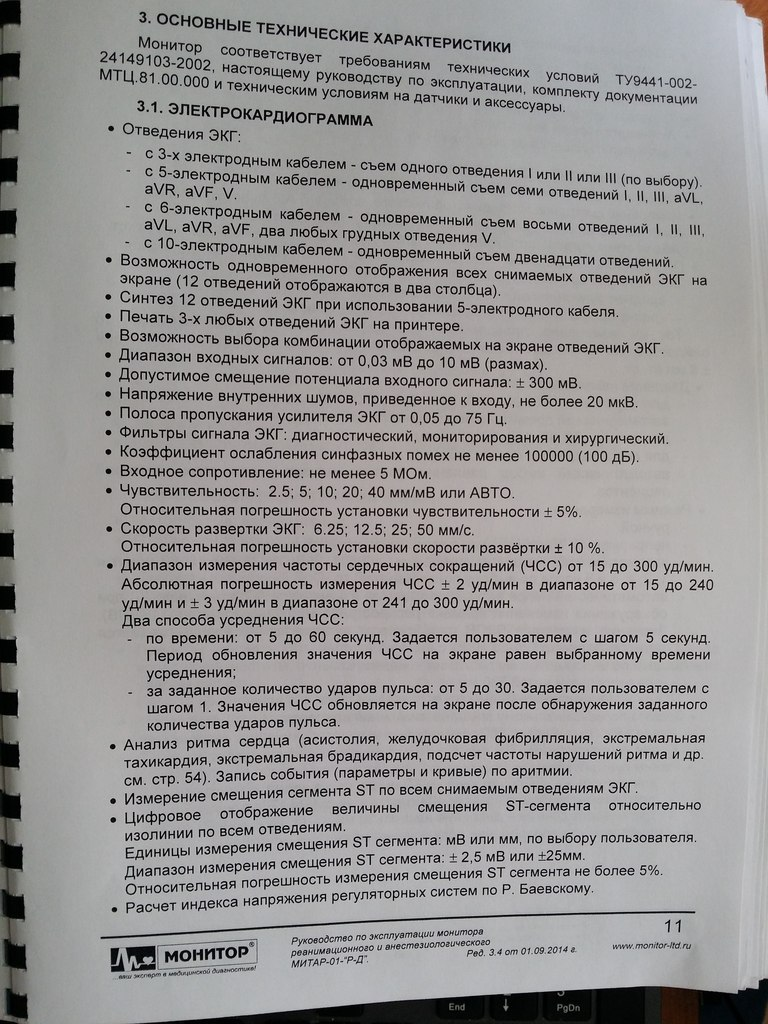 3. ОСНОВНЫЕ ТЕХНИЧЕСКИЕ ХАРАКТЕРИСТИКИ
Монитор соответствует требованиям технических условий ТУ9441-002-
24149103-2002, настоящему руководству по эксплуатации, комплекту документации
МТЦ.81.00.000 и техническим условиям на датчики и аксессуары.
3.1. ЭЛЕКТРОКАРДИОГРАММА
• Отведения ЭКГ:
- с 3-х электродным кабелем - съем одного отведения I или II или III (по выбору).
- с 5-электродным кабелем - одновременный съем семи отведений I, II, III, aVL,
aVR, aVF, V.
- с 6-электродным кабелем - одновременный съем восьми отведений I, II, III,
aVL, aVR, aVF, два любых грудных отведения V.
- с 10-электродным кабелем - одновременный съем двенадцати отведений.
• Возможность одновременного отображения всех снимаемых отведений ЭКГ на
экране (12 отведений отображаются в два столбца).
• Синтез 12 отведений ЭКГ при использовании 5-электродного кабеля.
• Печать 3-х любых отведений ЭКГ на принтере.
• Возможность выбора комбинации отображаемых на экране отведений ЭКГ.
• Диапазон входных сигналов: от 0,03 мВ до 10 мВ (размах).
• Допустимое смещение потенциала входного сигнала: ± 300 мВ.
• Напряжение внутренних шумов, приведенное к входу, не более 20 мкВ.
• Полоса пропускания усилителя ЭКГ от 0,05 до 75 Гц.
• Фильтры сигнала ЭКГ: диагностический, мониторирования и хирургический.
• Коэффициент ослабления синфазных помех не менее 100000 (100 дБ).
• Входное сопротивление: не менее 5 МОм.
• Чувствительность: 2.5; 5; 10; 20; 40 мм/мВ или АВТО.
Относительная погрешность установки чувствительности ± 5%.
• Скорость развертки ЭКГ: 6.25; 12.5; 25; 50 мм/с.
Относительная погрешность установки скорости развёртки ± 10 %.
• Диапазон измерения частоты сердечных сокращений (ЧСС) от 15 до 300 уд/мин.
Абсолютная погрешность измерения ЧСС ± 2 уд/мин в диапазоне от 15 до 240
уд/мин и ± 3 уд/мин в диапазоне от 241 до 300 уд/мин.
Два способа усреднения ЧСС:
- по времени: от 5 до 60 секунд. Задается пользователем с шагом 5 секунд.
Период обновления значения ЧСС на экране равен выбранному времени
усреднения;
- за заданное количество ударов пульса: от 5 до 30. Задается пользователем с
шагом 1. Значения ЧСС обновляется на экране после обнаружения заданного
количества ударов пульса.
• Анализ ритма сердца (асистолия, желудочковая фибрилляция, экстремальная
тахикардия, экстремальная брадикардия, подсчет частоты нарушений ритма и др.
см. стр. 54). Запись события (параметры и кривые) по аритмии.
• Измерение смещения сегмента ST по всем снимаемым отведениям ЭКГ.
• Цифровое отображение величины смещения ST-сегмента относительно
изолинии по всем отведениям.
Единицы измерения смещения ST сегмента: мВ или мм, по выбору пользователя.
Диапазон измерения смещения ST сегмента: ± 2,5 мВ или ±25мм.
Относительная погрешность измерения смещения ST сегмента не более 5%.
• Расчет индекса напряжения регуляторных систем по Р. Баевскому.
11
МОНИТОР®
...ваш эксперт в медицинской диагностике!
Руководство по эксплуатации монитора
реанимационного и анестезиологического
МИТАР-01-"Р-Д".
Ред. 3.4 от 01.09.2014 г.
www.monitor-ltd.ru
End
↓
3
PgDn